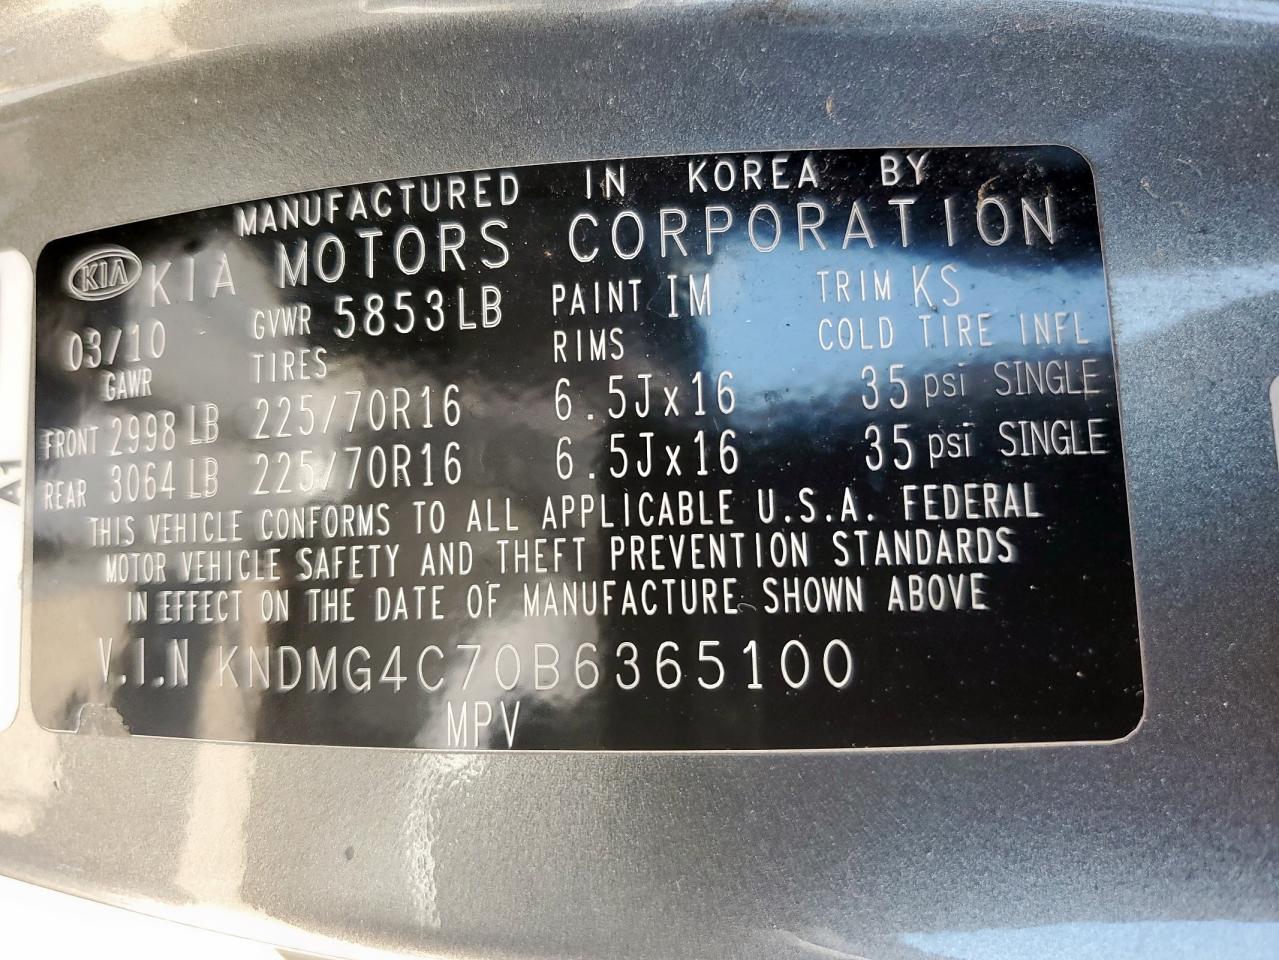 MANUFACTURED IN KOREA BY
KIA KIA MOTORS CORPORATION
03/10 GVWR 5853LB PAINT IM TRIM KS
GAWR TIRES RIMS COLD TIRE INFL
FRONT 2998 LB 225/70R16 6.5Jx16 35 psi SINGLE
REAR 3064 LB 225/70R16 6.5Jx16 35 psi SINGLE
THIS VEHICLE CONFORMS TO ALL APPLICABLE U.S.A. FEDERAL
MOTOR VEHICLE SAFETY AND THEFT PREVENTION STANDARDS
IN EFFECT ON THE DATE OF MANUFACTURE SHOWN ABOVE
V.I.N KNDMG4C70B6365100
MPV